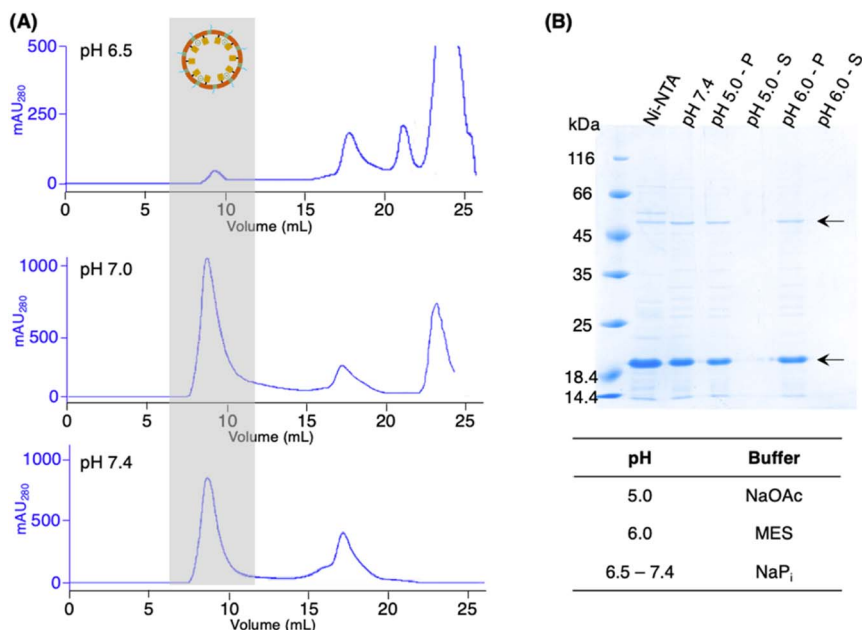 (A)
pH 6.5
500
250
0
mAU280
0 5 10 15 20 25
Volume (mL)
pH 7.0
1000
500
0
mAU280
0 5 10 15 20 25
Volume (mL)
pH 7.4
1000
500
0
mAU280
0 5 10 15 20 25
Volume (mL)
(B)
Ni-NTA
pH 7.4
pH 5.0 - P
pH 5.0 - S
pH 6.0 - P
pH 6.0 - S
kDa
116
66
45
35
25
18.4
14.4
pH Buffer
5.0 NaOAc
6.0 MES
6.5 – 7.4 NaPi